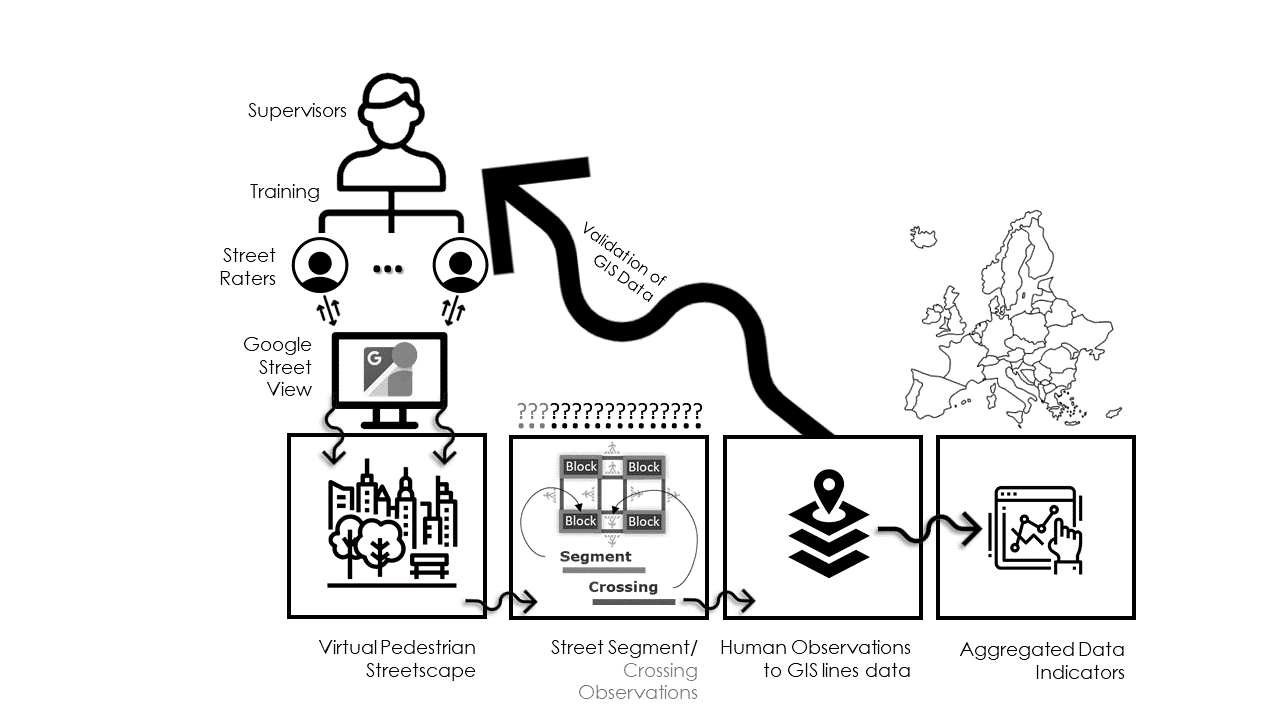 Supervisors
Training
Street
Raters
Google
Street
View
G
Validation of
GIS Data
?????????????????
Block
Block
Block
Block
Segment
Crossing
Virtual Pedestrian
Streetscape
Street Segment/
Crossing
Observations
Human Observations
to GIS lines data
Aggregated Data
Indicators